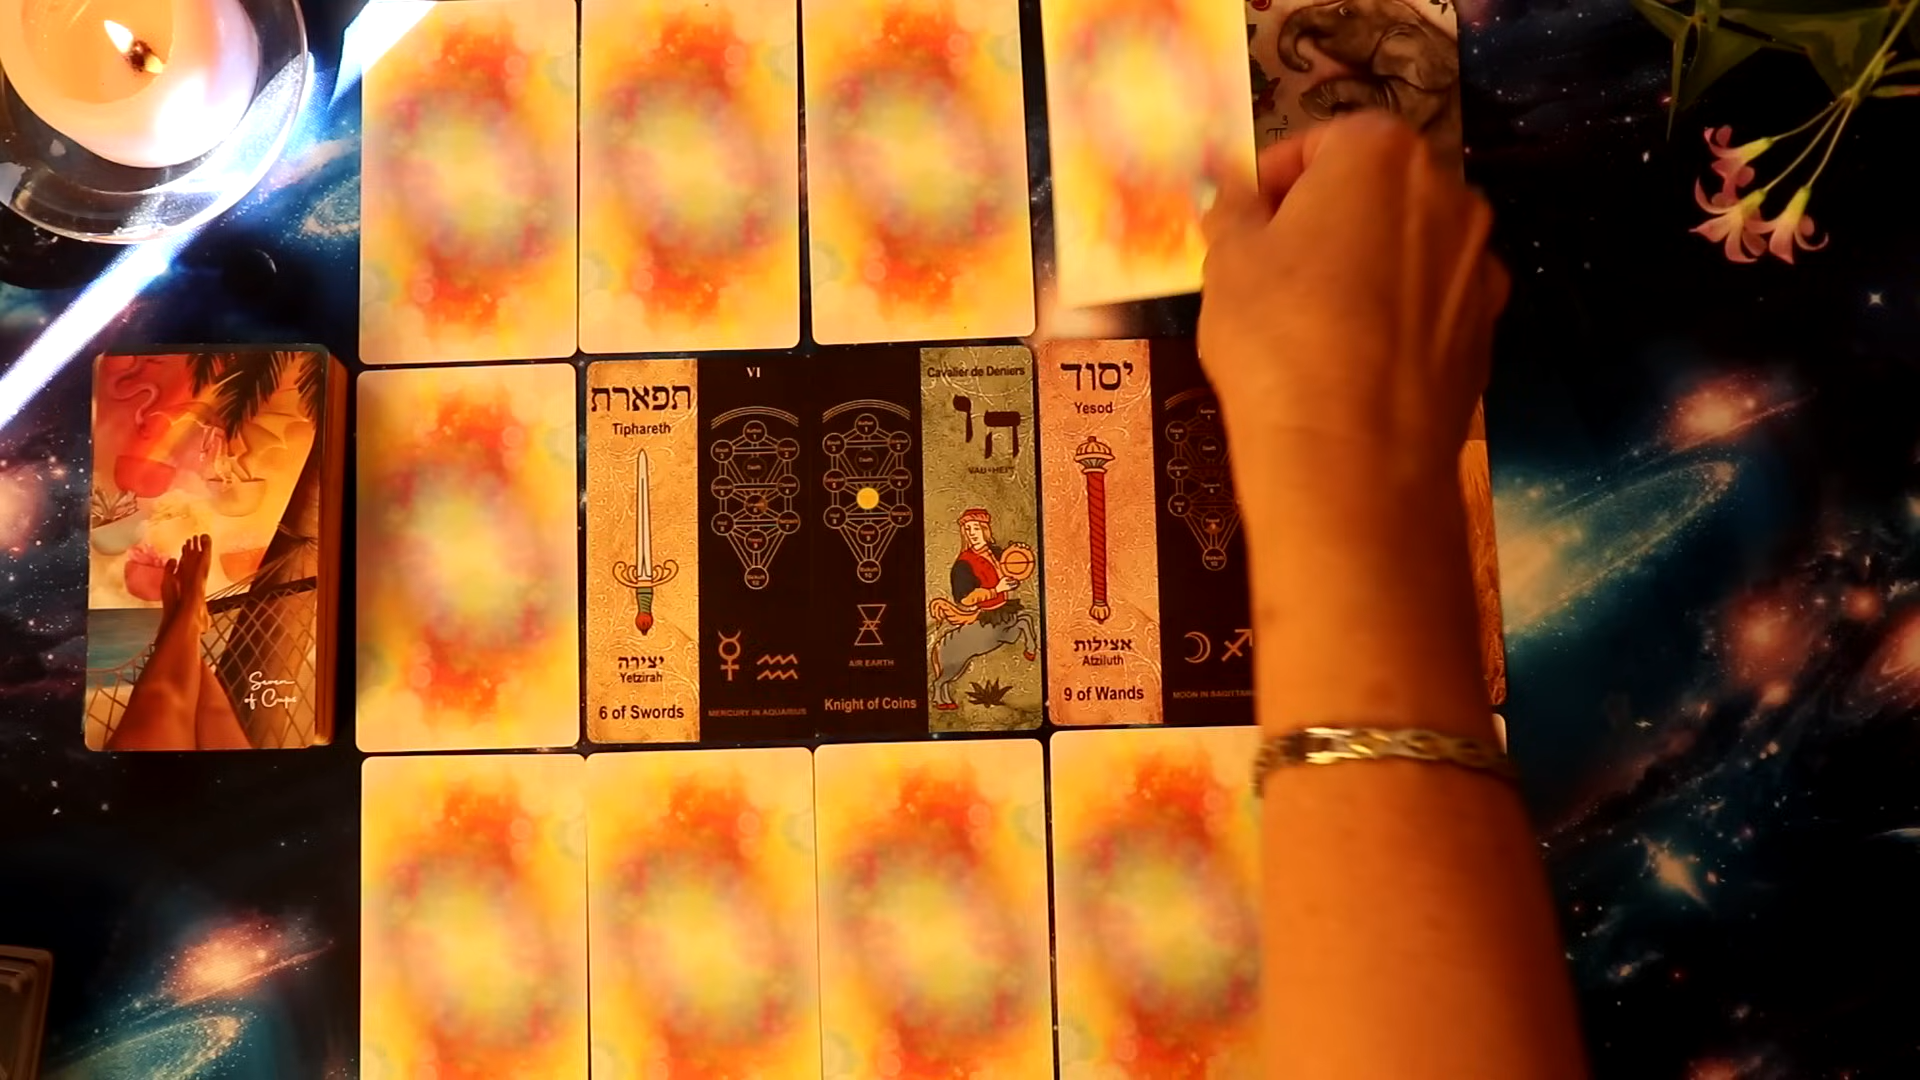 Seven
of Cups
תפארת
Tiphareth
יצירה
Yetzirah
6 of Swords
VI
MERCURY IN AQUARIUS
AIR EARTH
Knight of Coins
Cavalier de Deniers
הו
VAU-HEH
יסוד
Yesod
אצילות
Atziluth
9 of Wands
MOON IN